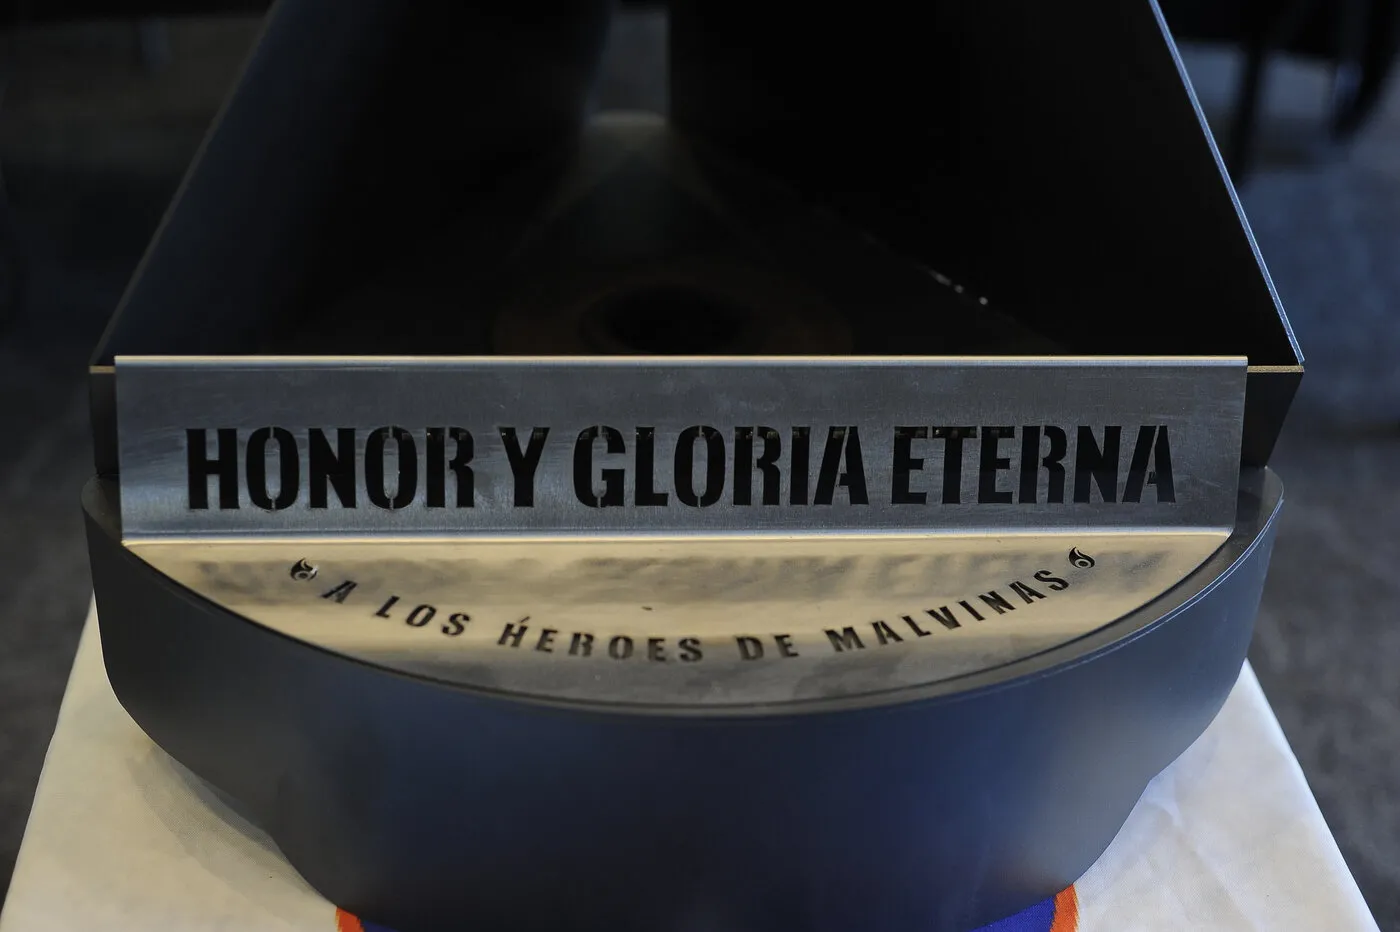 HONOR Y GLORIA ETERNA
A LOS HÉROES DE MALVINAS